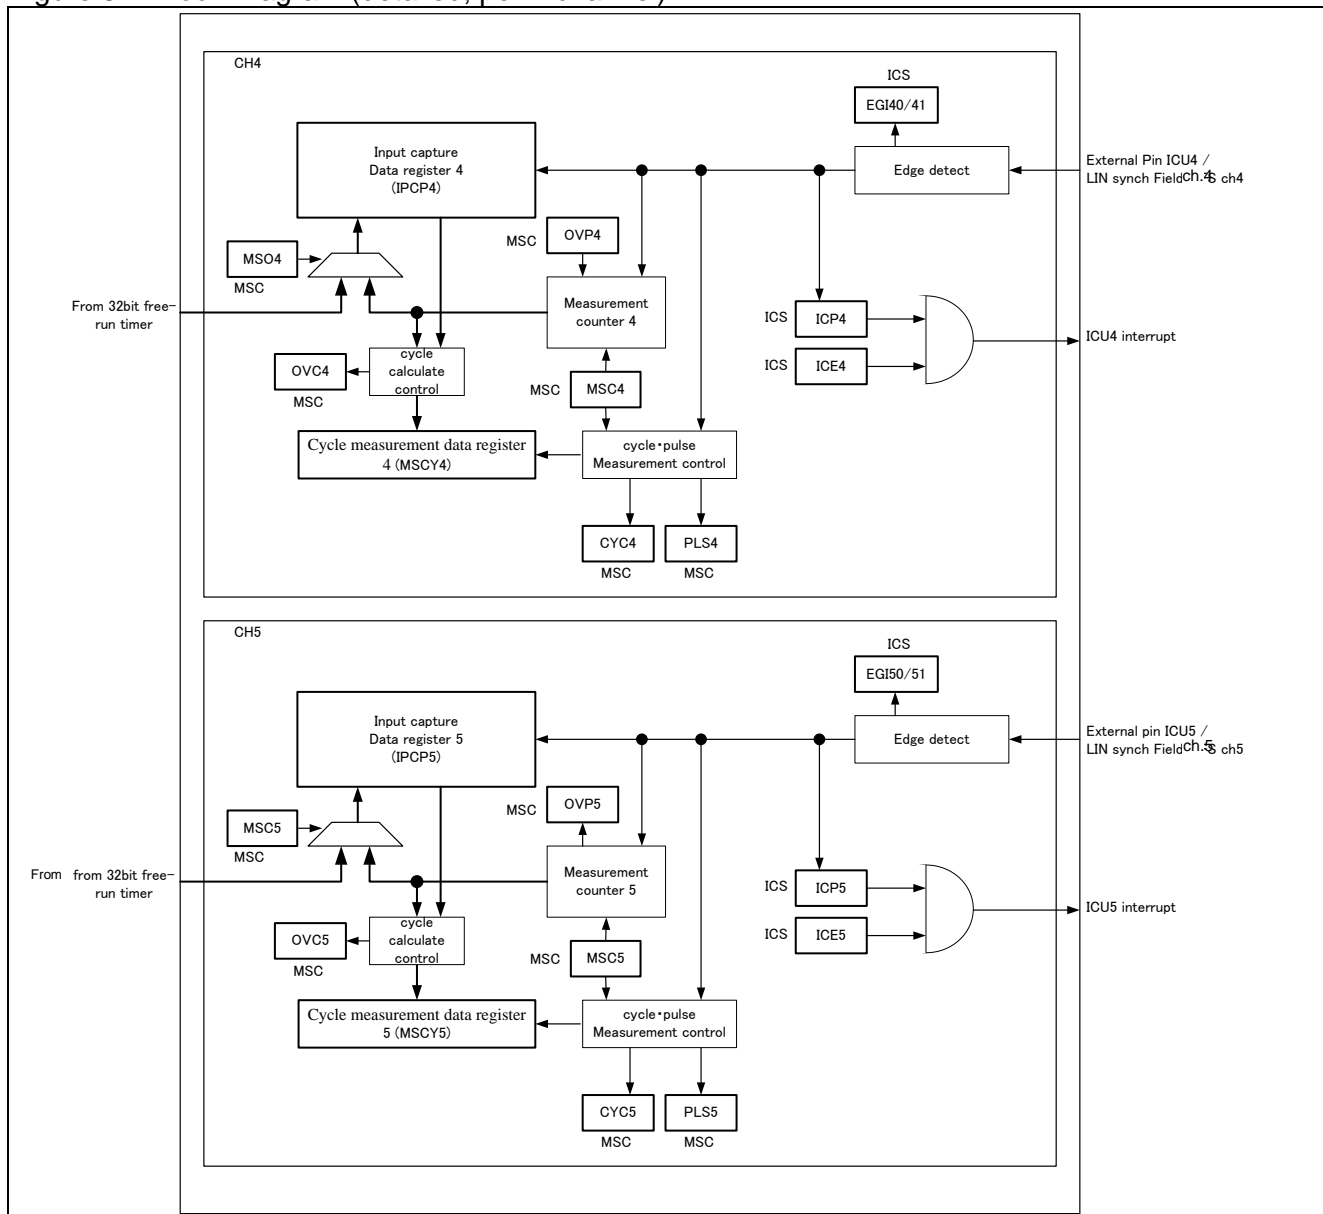 CH4
ICS
EGI40/41
Input capture
Data register 4
(IPCP4)
Edge detect
External Pin ICU4 /
LIN synch Field ch.4 S ch4
MSO4
MSC
MSC
OVP4
From 32bit free-
run timer
Measurement
counter 4
ICS
ICP4
ICU4 interrupt
cycle
calculate
control
OVC4
MSC
ICS
ICE4
MSC
MSC4
Cycle measurement data register
4 (MSCY4)
cycle・pulse
Measurement control
CYC4
PLS4
MSC
MSC
CH5
ICS
EGI50/51
Input capture
Data register 5
(IPCP5)
Edge detect
External pin ICU5 /
LIN synch Field ch.5 S ch5
MSC5
MSC
MSC
OVP5
From from 32bit free-
run timer
Measurement
counter 5
ICS
ICP5
ICU5 interrupt
cycle
calculate
control
OVC5
MSC
ICS
ICE5
MSC
MSC5
Cycle measurement data register
5 (MSCY5)
cycle・pulse
Measurement control
CYC5
PLS5
MSC
MSC